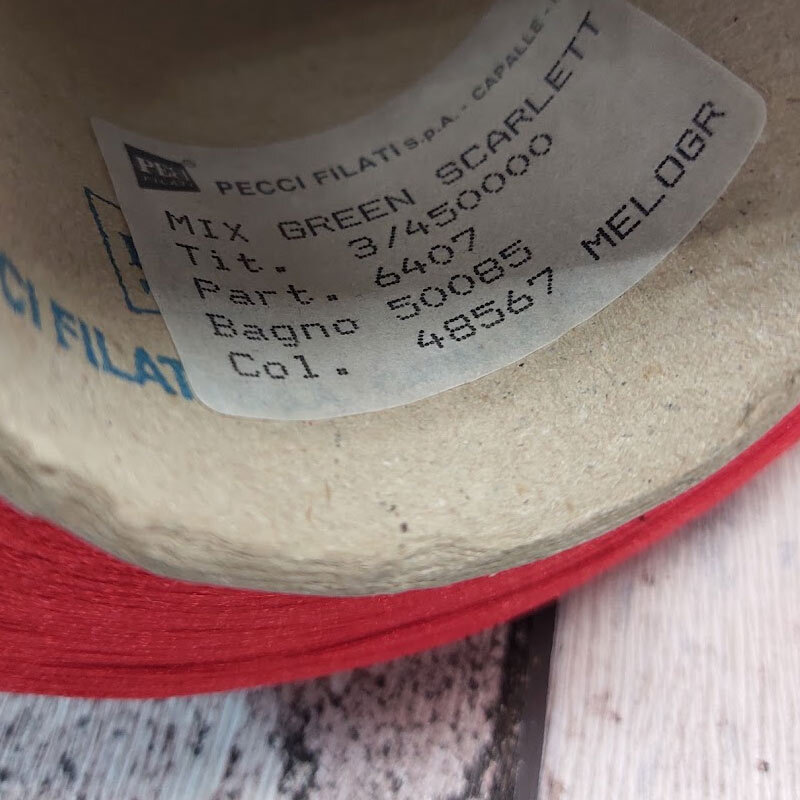 PECCI FILATI s.p.A. - CAPALLE -
MIX GREEN SCARLETT
Tit. 3/450000
Part. 6407
Bagno 50085
Col. 48567 MELOGR
CI FILAT